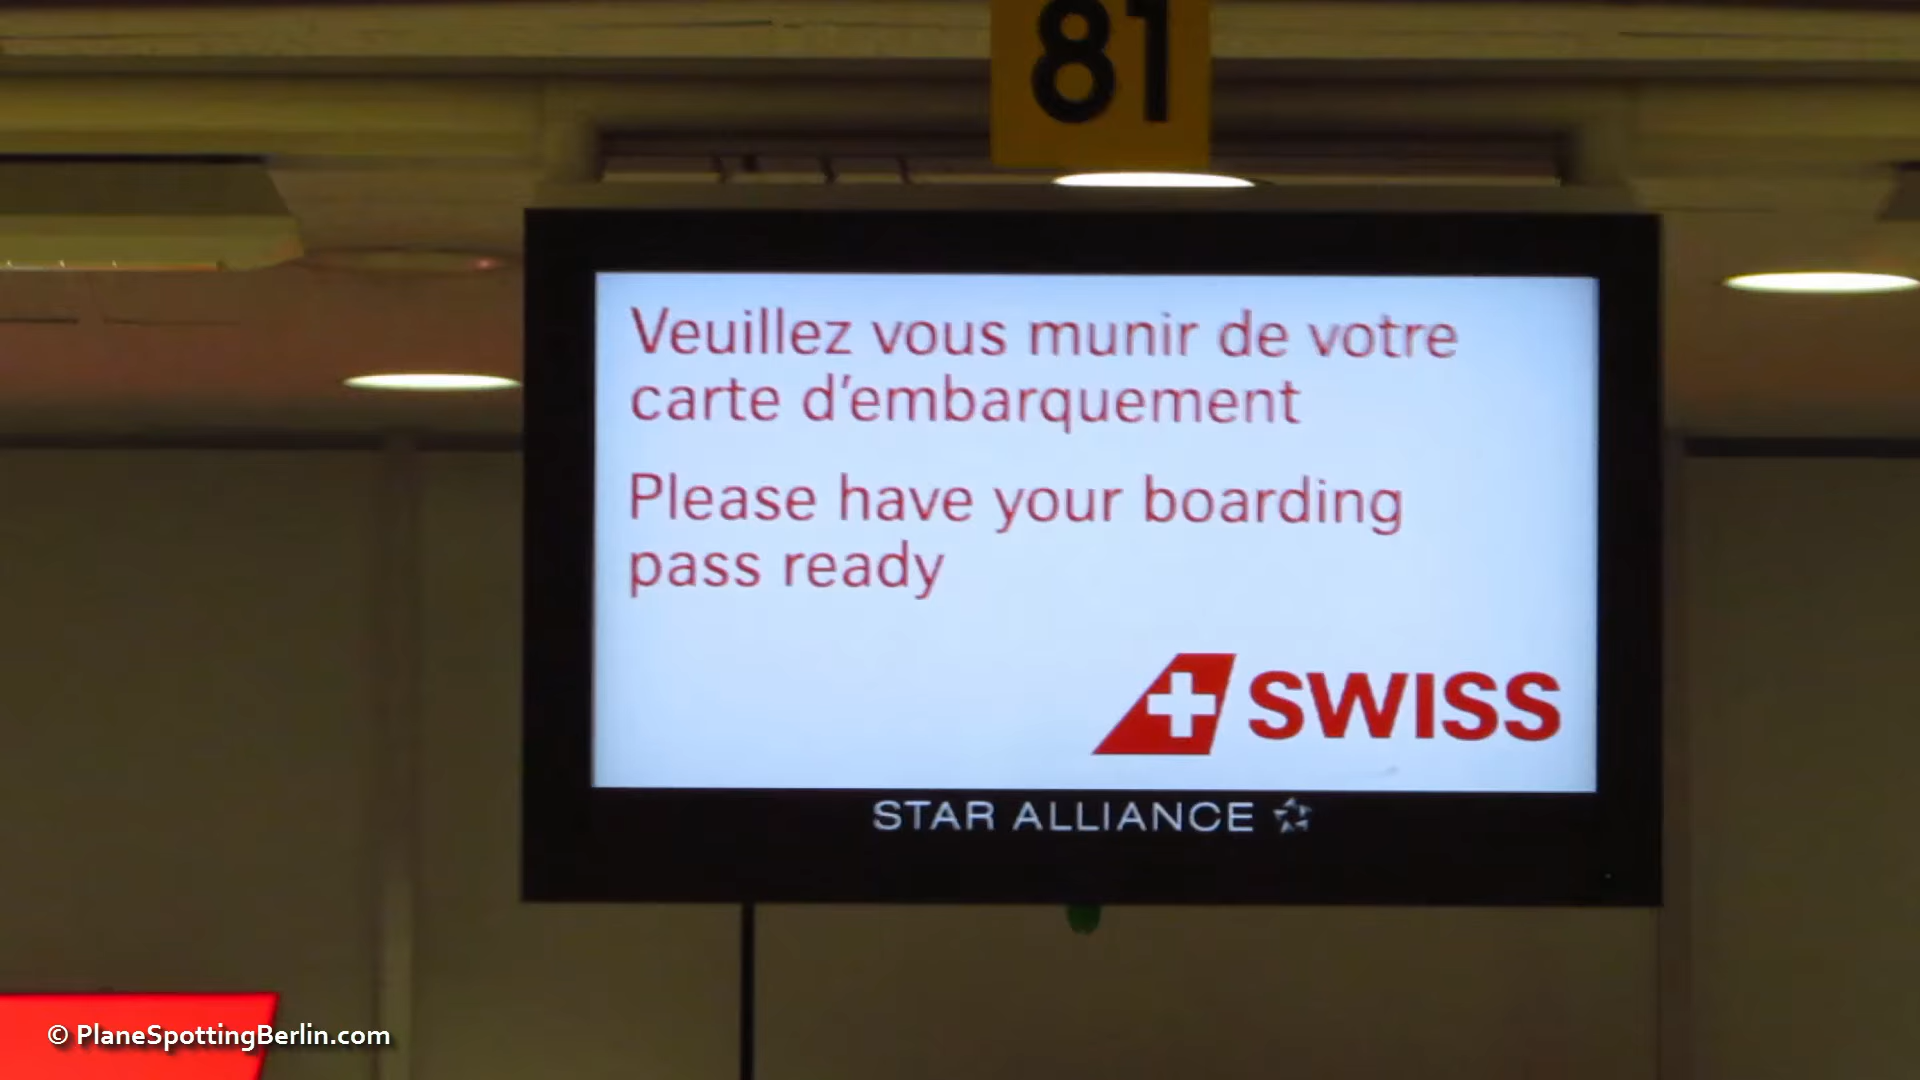 81
Veuillez vous munir de votre
carte d'embarquement
Please have your boarding
pass ready
SWISS
STAR ALLIANCE
© PlaneSpottingBerlin.com